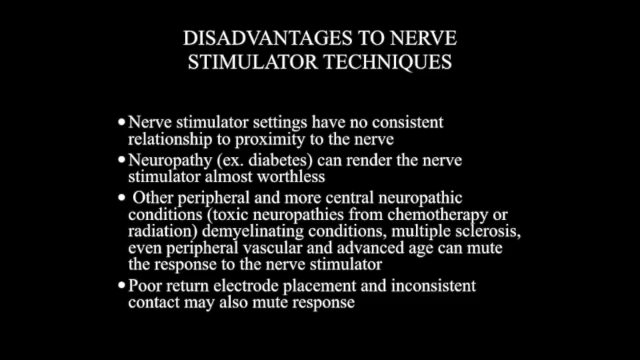 DISADVANTAGES TO NERVE
STIMULATOR TECHNIQUES
• Nerve stimulator settings have no consistent
relationship to proximity to the nerve
• Neuropathy (ex. diabetes) can render the nerve
stimulator almost worthless
• Other peripheral and more central neuropathic
conditions (toxic neuropathies from chemotherapy or
radiation) demyelinating conditions, multiple sclerosis,
even peripheral vascular and advanced age can mute
the response to the nerve stimulator
• Poor return electrode placement and inconsistent
contact may also mute response